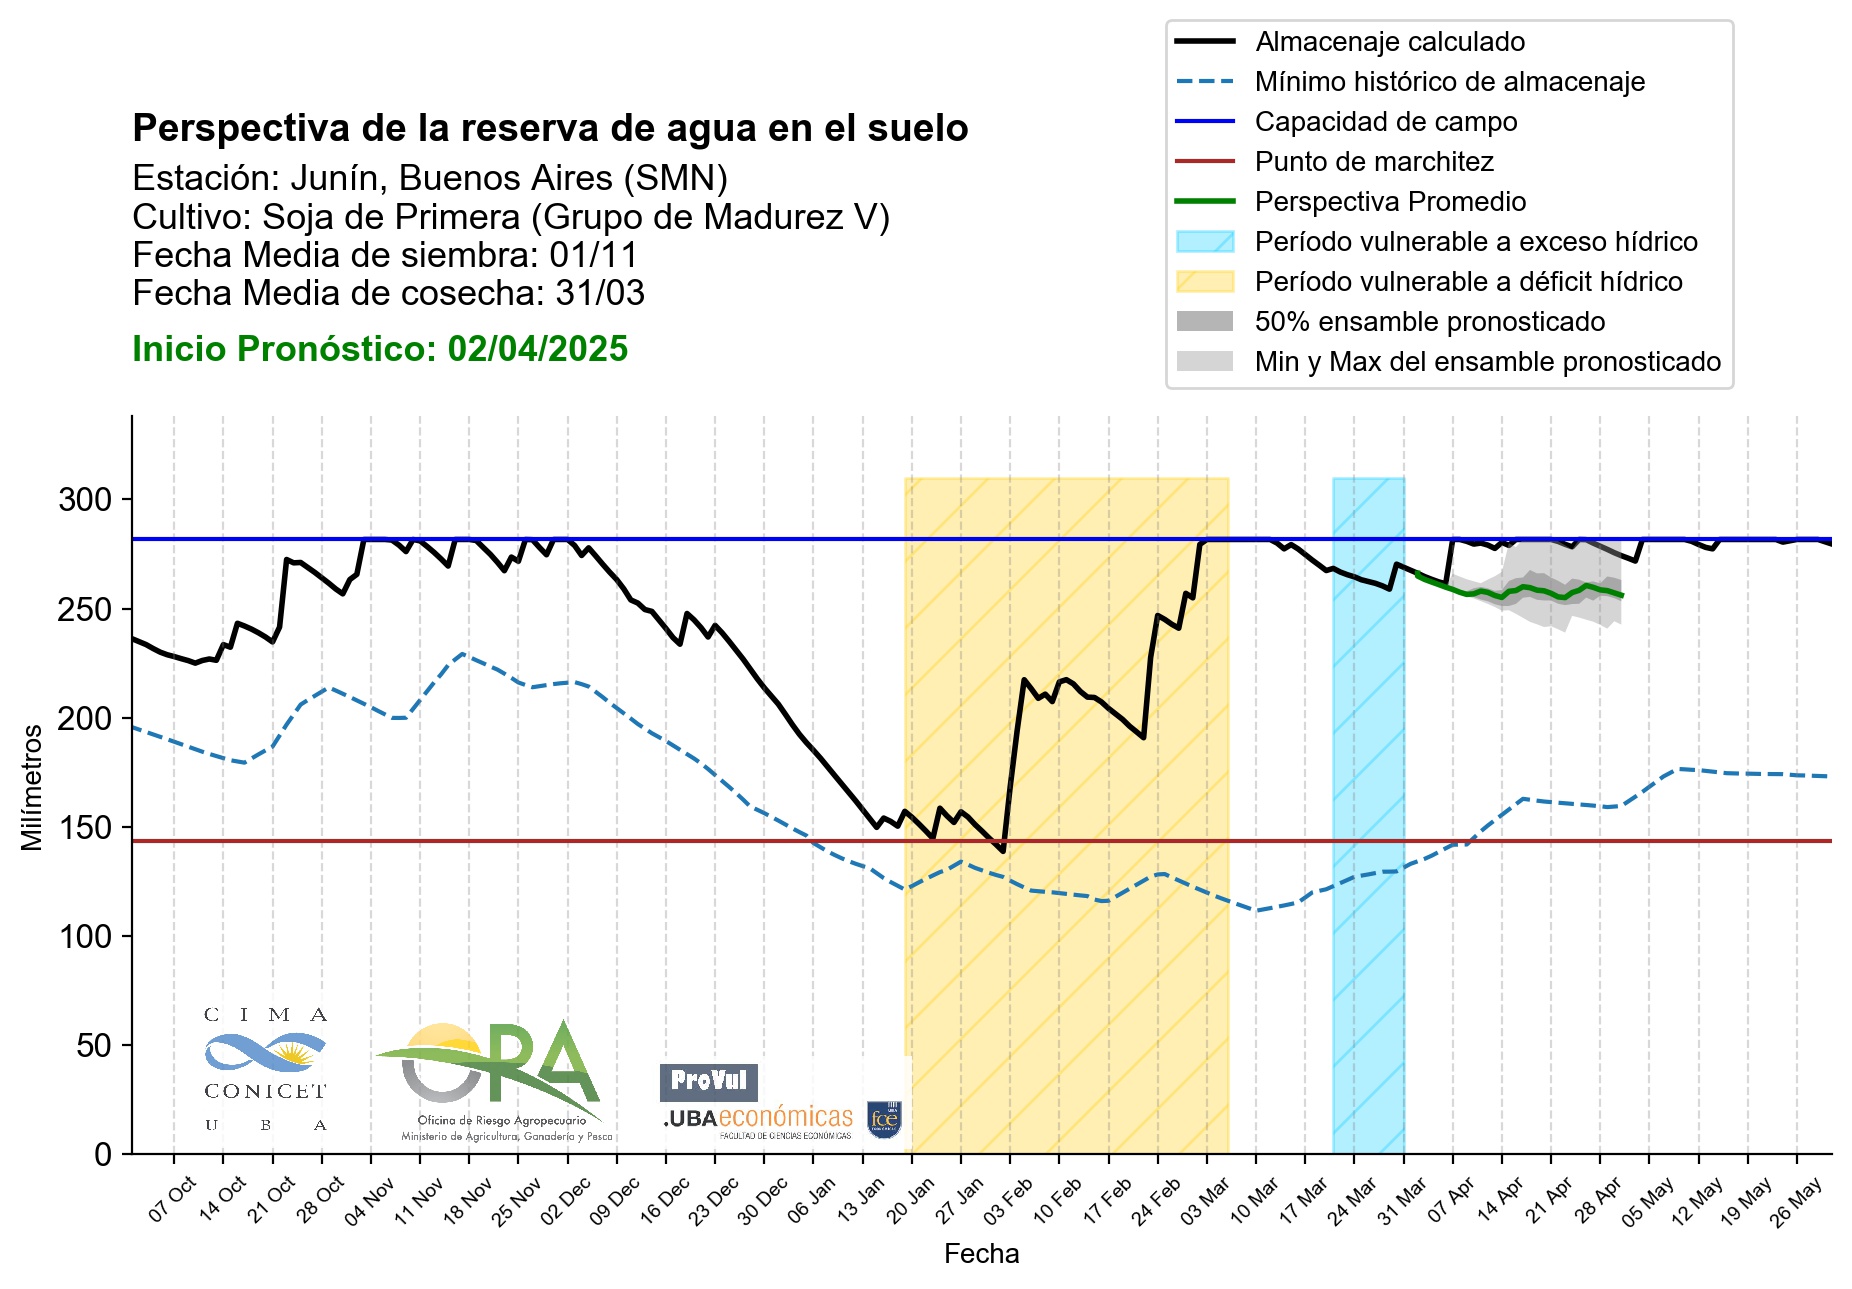 Almacenaje calculado
Mínimo histórico de almacenaje
Capacidad de campo
Punto de marchitez
Perspectiva Promedio
Período vulnerable a exceso hídrico
Período vulnerable a déficit hídrico
50% ensamble pronosticado
Min y Max del ensamble pronosticado
Perspectiva de la reserva de agua en el suelo
Estación: Junín, Buenos Aires (SMN)
Cultivo: Soja de Primera (Grupo de Madurez V)
Fecha Media de siembra: 01/11
Fecha Media de cosecha: 31/03
Inicio Pronóstico: 02/04/2025
Milímetros
300
250
200
150
100
50
0
CIMA
CONICET
UBA
ORA
Oficina de Riesgo Agropecuario
Ministerio de Agricultura, Ganadería y Pesca
ProVul
.UBAeconómicas
FACULTAD DE CIENCIAS ECONÓMICAS
UBA
fce
ECONÓMICAS
07 Oct
14 Oct
21 Oct
28 Oct
04 Nov
11 Nov
18 Nov
25 Nov
02 Dec
09 Dec
16 Dec
23 Dec
30 Dec
06 Jan
13 Jan
20 Jan
27 Jan
03 Feb
10 Feb
17 Feb
24 Feb
03 Mar
10 Mar
17 Mar
24 Mar
31 Mar
07 Apr
14 Apr
21 Apr
28 Apr
05 May
12 May
19 May
26 May
Fecha